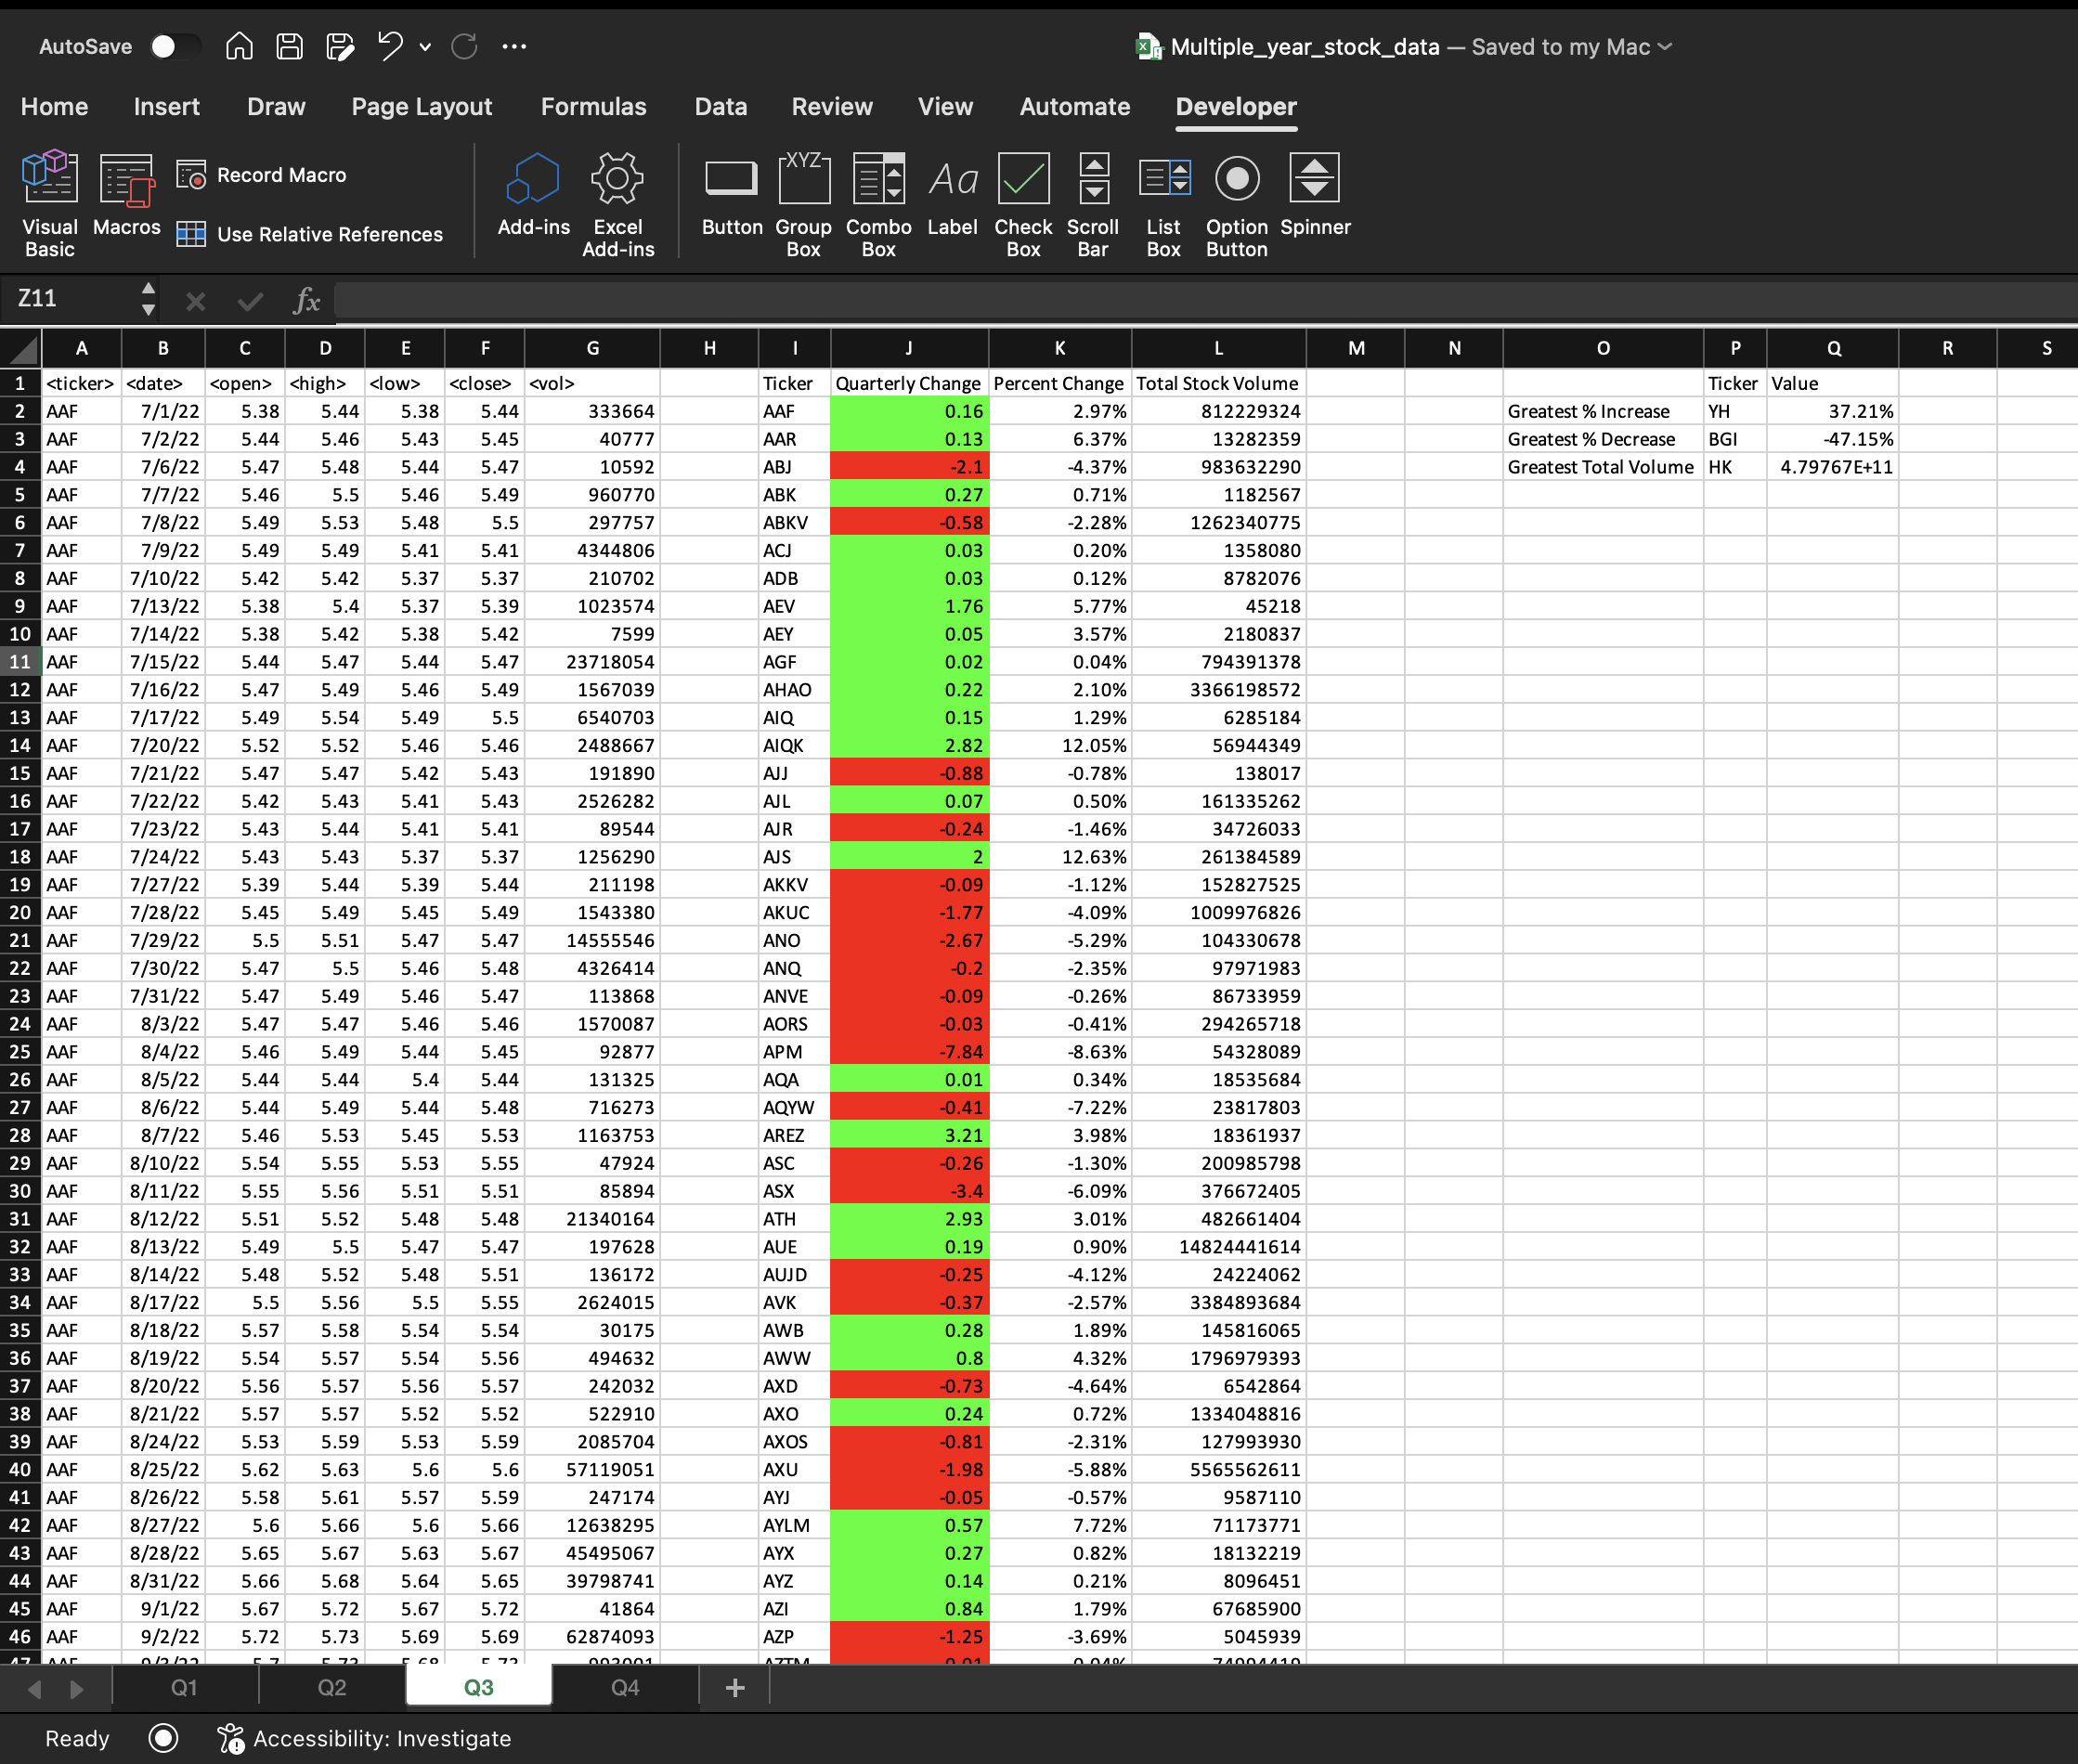 AutoSave
Multiple_year_stock_data — Saved to my Mac
Home Insert Draw Page Layout Formulas Data Review View Automate Developer
Visual Basic Macros Record Macro Use Relative References Add-ins Excel Add-ins Button Group Box Combo Box Label Check Box Scroll Bar List Box Option Button Spinner
XYZ Aa
Z11 fx
A B C D E F G H I J K L M N O P Q R S
1 <ticker> <date> <open> <high> <low> <close> <vol> Ticker Quarterly Change Percent Change Total Stock Volume Ticker Value
2 AAF 7/1/22 5.38 5.44 5.38 5.44 333664 AAF 0.16 2.97% 812229324 Greatest % Increase YH 37.21%
3 AAF 7/2/22 5.44 5.46 5.43 5.45 40777 AAR 0.13 6.37% 13282359 Greatest % Decrease BGI -47.15%
4 AAF 7/6/22 5.47 5.48 5.44 5.47 10592 ABJ -2.1 -4.37% 983632290 Greatest Total Volume HK 4.79767E+11
5 AAF 7/7/22 5.46 5.5 5.46 5.49 960770 ABK 0.27 0.71% 1182567
6 AAF 7/8/22 5.49 5.53 5.48 5.5 297757 ABKV -0.58 -2.28% 1262340775
7 AAF 7/9/22 5.49 5.49 5.41 5.41 4344806 ACJ 0.03 0.20% 1358080
8 AAF 7/10/22 5.42 5.42 5.37 5.37 210702 ADB 0.03 0.12% 8782076
9 AAF 7/13/22 5.38 5.4 5.37 5.39 1023574 AEV 1.76 5.77% 45218
10 AAF 7/14/22 5.38 5.42 5.38 5.42 7599 AEY 0.05 3.57% 2180837
11 AAF 7/15/22 5.44 5.47 5.44 5.47 23718054 AGF 0.02 0.04% 794391378
12 AAF 7/16/22 5.47 5.49 5.46 5.49 1567039 AHAO 0.22 2.10% 3366198572
13 AAF 7/17/22 5.49 5.54 5.49 5.5 6540703 AIQ 0.15 1.29% 6285184
14 AAF 7/20/22 5.52 5.52 5.46 5.46 2488667 AIQK 2.82 12.05% 56944349
15 AAF 7/21/22 5.47 5.47 5.42 5.43 191890 AJJ -0.88 -0.78% 138017
16 AAF 7/22/22 5.42 5.43 5.41 5.43 2526282 AJL 0.07 0.50% 161335262
17 AAF 7/23/22 5.43 5.44 5.41 5.41 89544 AJR -0.24 -1.46% 34726033
18 AAF 7/24/22 5.43 5.43 5.37 5.37 1256290 AJS 2 12.63% 261384589
19 AAF 7/27/22 5.39 5.44 5.39 5.44 211198 AKKV -0.09 -1.12% 152827525
20 AAF 7/28/22 5.45 5.49 5.45 5.49 1543380 AKUC -1.77 -4.09% 1009976826
21 AAF 7/29/22 5.5 5.51 5.47 5.47 14555546 ANO -2.67 -5.29% 104330678
22 AAF 7/30/22 5.47 5.5 5.46 5.48 4326414 ANQ -0.2 -2.35% 97971983
23 AAF 7/31/22 5.47 5.49 5.46 5.47 113868 ANVE -0.09 -0.26% 86733959
24 AAF 8/3/22 5.47 5.47 5.46 5.46 1570087 AORS -0.03 -0.41% 294265718
25 AAF 8/4/22 5.46 5.49 5.44 5.45 92877 APM -7.84 -8.63% 54328089
26 AAF 8/5/22 5.44 5.44 5.4 5.44 131325 AQA 0.01 0.34% 18535684
27 AAF 8/6/22 5.44 5.49 5.44 5.48 716273 AQYW -0.41 -7.22% 23817803
28 AAF 8/7/22 5.46 5.53 5.45 5.53 1163753 AREZ 3.21 3.98% 18361937
29 AAF 8/10/22 5.54 5.55 5.53 5.55 47924 ASC -0.26 -1.30% 200985798
30 AAF 8/11/22 5.55 5.56 5.51 5.51 85894 ASX -3.4 -6.09% 376672405
31 AAF 8/12/22 5.51 5.52 5.48 5.48 21340164 ATH 2.93 3.01% 482661404
32 AAF 8/13/22 5.49 5.5 5.47 5.47 197628 AUE 0.19 0.90% 14824441614
33 AAF 8/14/22 5.48 5.52 5.48 5.51 136172 AUJD -0.25 -4.12% 24224062
34 AAF 8/17/22 5.5 5.56 5.5 5.55 2624015 AVK -0.37 -2.57% 3384893684
35 AAF 8/18/22 5.57 5.58 5.54 5.54 30175 AWB 0.28 1.89% 145816065
36 AAF 8/19/22 5.54 5.57 5.54 5.56 494632 AWW 0.8 4.32% 1796979393
37 AAF 8/20/22 5.56 5.57 5.56 5.57 242032 AXD -0.73 -4.64% 6542864
38 AAF 8/21/22 5.57 5.57 5.52 5.52 522910 AXO 0.24 0.72% 1334048816
39 AAF 8/24/22 5.53 5.59 5.53 5.59 2085704 AXOS -0.81 -2.31% 127993930
40 AAF 8/25/22 5.62 5.63 5.6 5.6 57119051 AXU -1.98 -5.88% 5565562611
41 AAF 8/26/22 5.58 5.61 5.57 5.59 247174 AYJ -0.05 -0.57% 9587110
42 AAF 8/27/22 5.6 5.66 5.6 5.66 12638295 AYLM 0.57 7.72% 71173771
43 AAF 8/28/22 5.65 5.67 5.63 5.67 45495067 AYX 0.27 0.82% 18132219
44 AAF 8/31/22 5.66 5.68 5.64 5.65 39798741 AYZ 0.14 0.21% 8096451
45 AAF 9/1/22 5.67 5.72 5.67 5.72 41864 AZI 0.84 1.79% 67685900
46 AAF 9/2/22 5.72 5.73 5.69 5.69 62874093 AZP -1.25 -3.69% 5045939
Q1 Q2 Q3 Q4 +
Ready Accessibility: Investigate